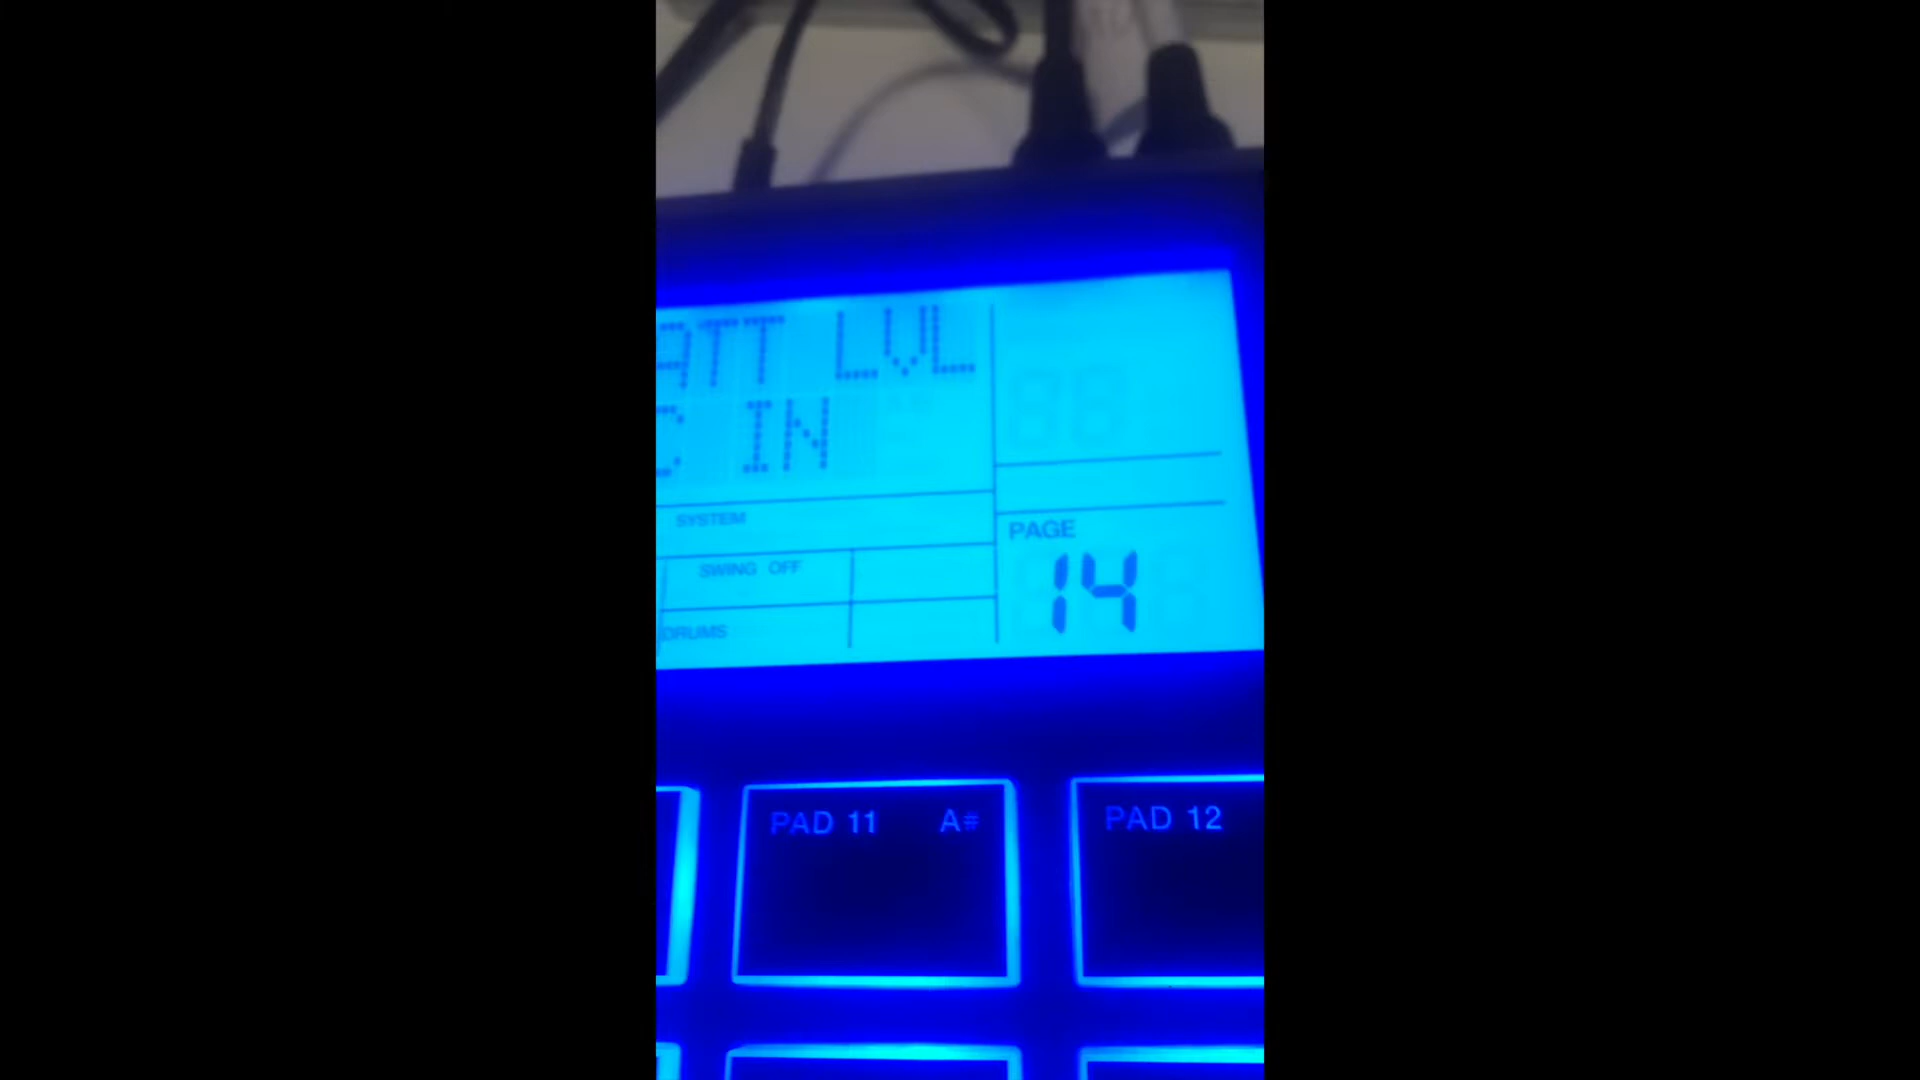 ATT LVL
C IN
SYSTEM
SWING OFF
DRUMS
PAGE
14
PAD 11 A#
PAD 12